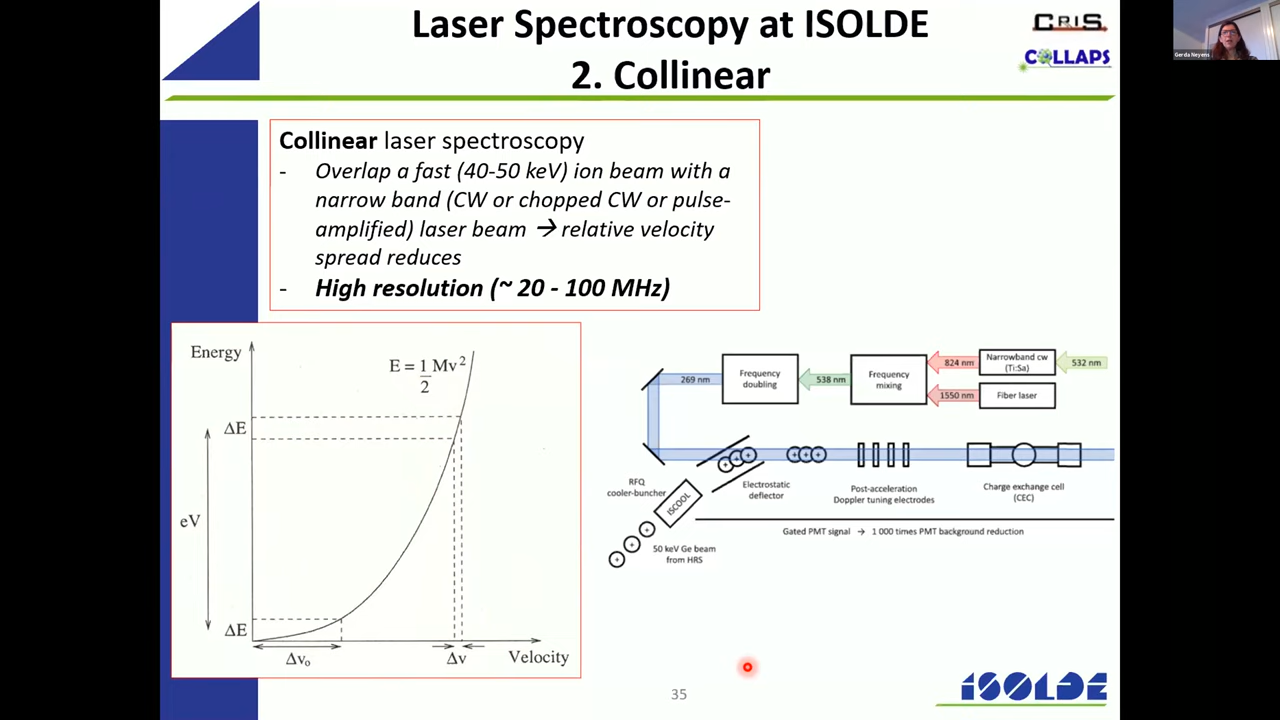 Laser Spectroscopy at ISOLDE
2. Collinear
CRIS
COLLAPS
Gerda Neyens
Collinear laser spectroscopy
- Overlap a fast (40-50 keV) ion beam with a
narrow band (CW or chopped CW or pulse-
amplified) laser beam → relative velocity
spread reduces
- High resolution (~ 20 - 100 MHz)
Energy
E = 1/2 Mv²
ΔE
eV
ΔE
Δv₀
Δv
Velocity
269 nm
Frequency
doubling
538 nm
Frequency
mixing
824 nm
Narrowband cw
(Ti:Sa)
532 nm
1550 nm
Fiber laser
RFQ
cooler-buncher
ISCOOL
Electrostatic
deflector
Post-acceleration
Doppler tuning electrodes
Charge exchange cell
(CEC)
50 keV Ge beam
from HRS
Gated PMT signal → 1 000 times PMT background reduction
35
ISOLDE